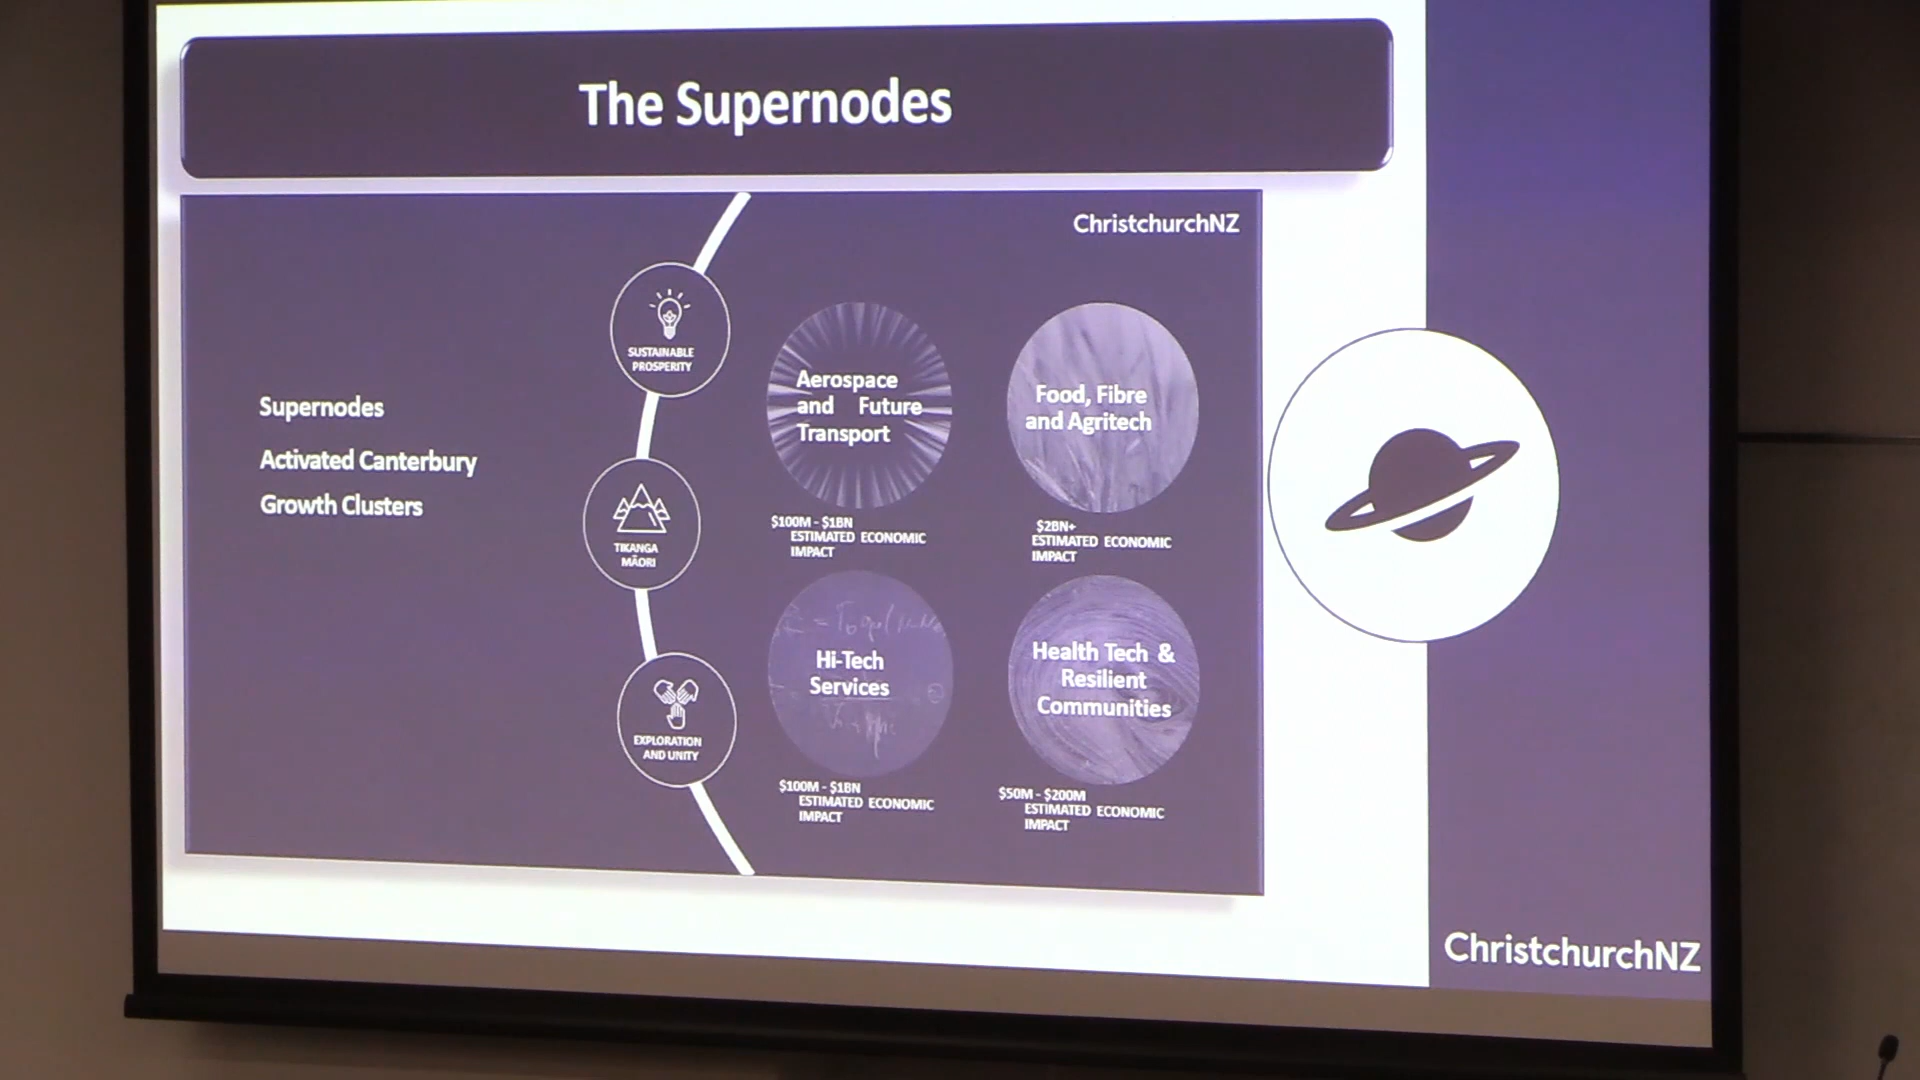 The Supernodes
ChristchurchNZ
Supernodes
Activated Canterbury
Growth Clusters
SUSTAINABLE
PROSPERITY
TIKANGA
MĀORI
EXPLORATION
AND UNITY
Aerospace
and Future
Transport
$100M - $1BN
ESTIMATED ECONOMIC
IMPACT
Food, Fibre
and Agritech
$2BN+
ESTIMATED ECONOMIC
IMPACT
Hi-Tech
Services
$100M - $1BN
ESTIMATED ECONOMIC
IMPACT
Health Tech &
Resilient
Communities
$50M - $200M
ESTIMATED ECONOMIC
IMPACT
ChristchurchNZ